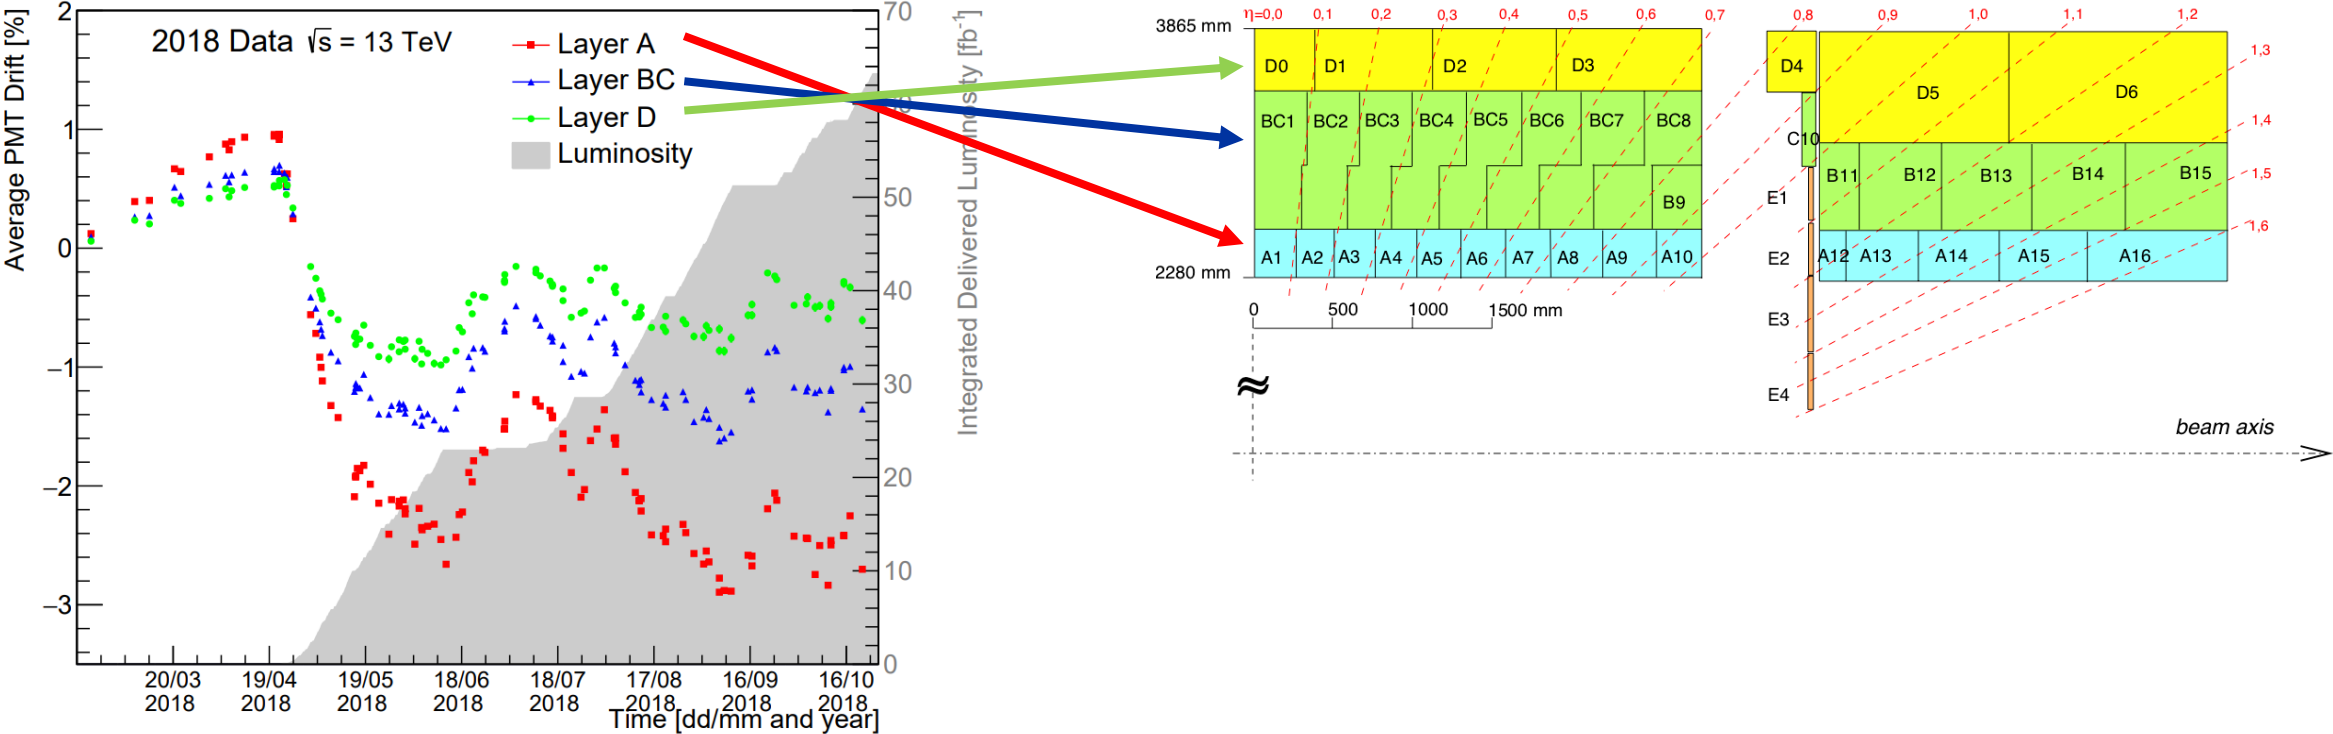 2018 Data √s = 13 TeV
Layer A
Layer BC
Layer D
Luminosity
Average PMT Drift [%]
2
1
0
−1
−2
−3
70
50
40
30
20
10
0
Integrated Delivered Luminosity [fb-1]
20/03 19/04 19/05 18/06 18/07 17/08 16/09 16/10
2018 2018 2018 2018 2018 2018 2018 2018
Time [dd/mm and year]
η=0,0 0,1 0,2 0,3 0,4 0,5 0,6 0,7 0,8 0,9 1,0 1,1 1,2
1,3
1,4
1,5
1,6
3865 mm
D0 D1 D2 D3 D4 D5 D6
BC1 BC2 BC3 BC4 BC5 BC6 BC7 BC8 C10
B9 B11 B12 B13 B14 B15
A1 A2 A3 A4 A5 A6 A7 A8 A9 A10 A12 A13 A14 A15 A16
2280 mm
E1
E2
E3
E4
0 500 1000 1500 mm
≈
beam axis